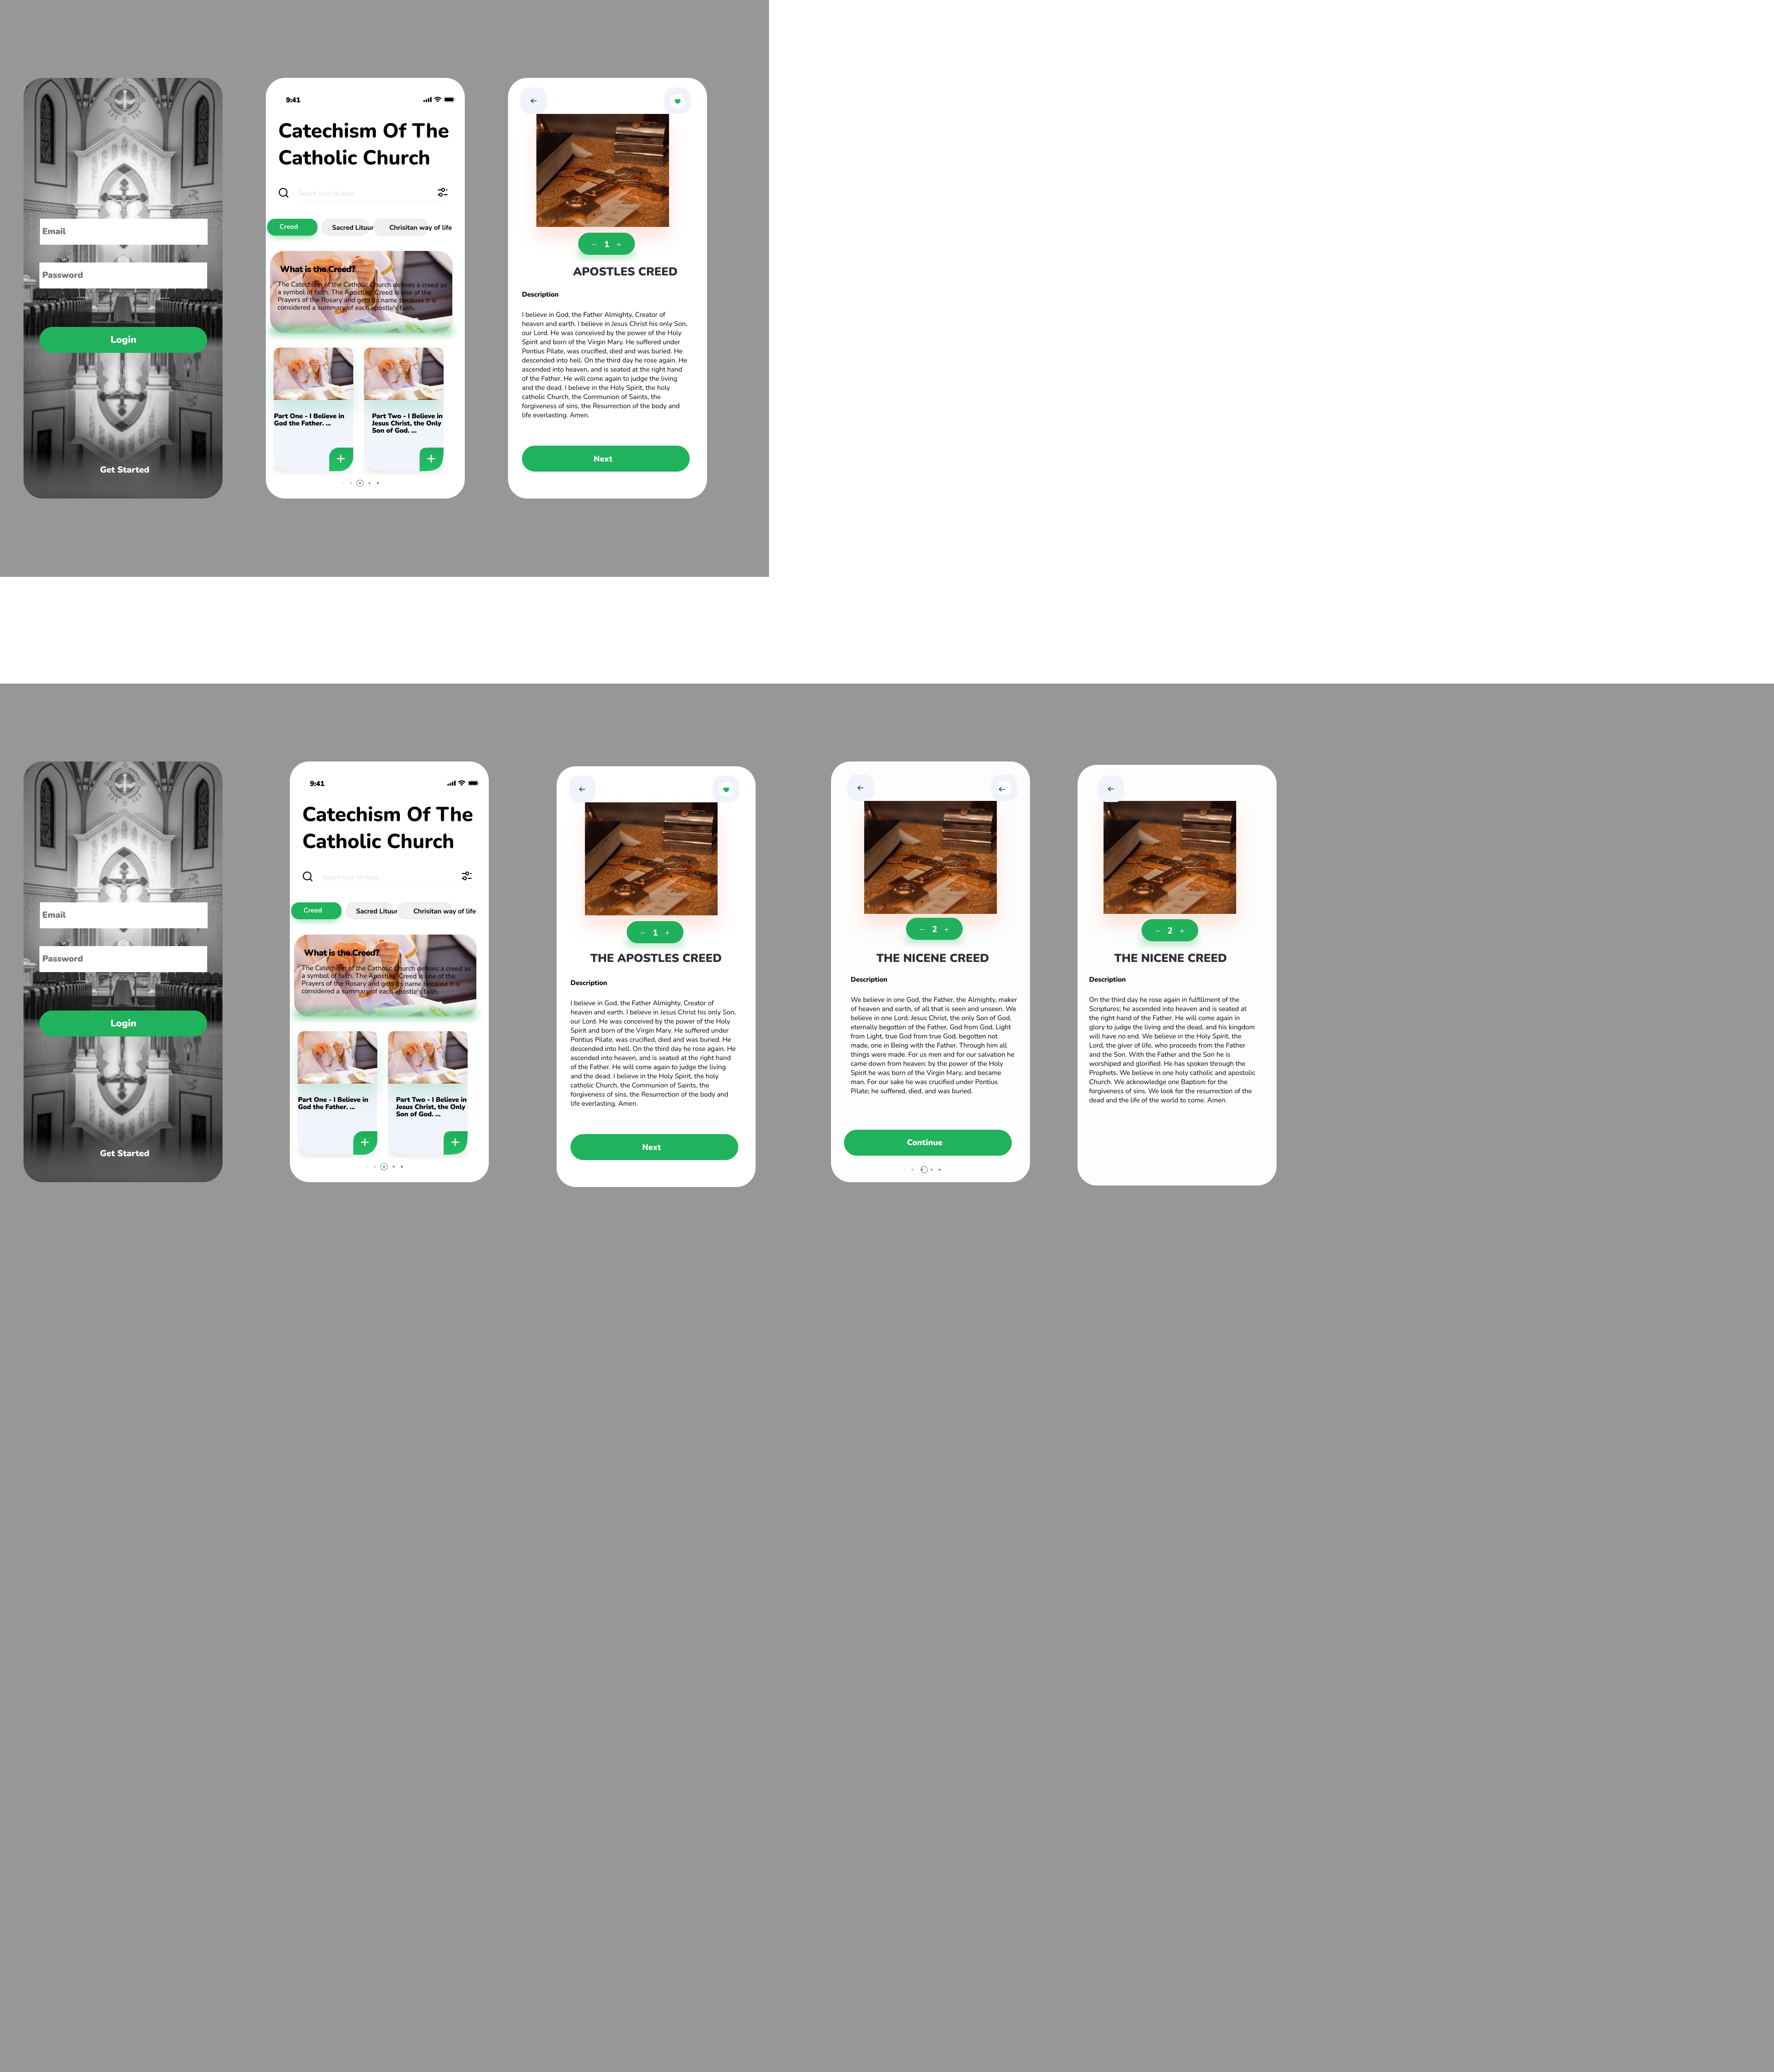 Email
Password
Login
Get Started
9:41
Catechism Of The
Catholic Church
Search your fav food
Creed
Sacred Lituur
Chrisitan way of life
What is the Creed?
The Catechism of the Catholic Church defines a creed as
a symbol of faith. The Apostles' Creed is one of the
Prayers of the Rosary and gets its name because it is
considered a summary of each apostle's faith.
Part One - I Believe in
God the Father. ...
Part Two - I Believe in
Jesus Christ, the Only
Son of God. ...
1
APOSTLES CREED
Description
I believe in God, the Father Almighty, Creator of
heaven and earth. I believe in Jesus Christ his only Son,
our Lord. He was conceived by the power of the Holy
Spirit and born of the Virgin Mary. He suffered under
Pontius Pilate, was crucified, died and was buried. He
descended into hell. On the third day he rose again. He
ascended into heaven, and is seated at the right hand
of the Father. He will come again to judge the living
and the dead. I believe in the Holy Spirit, the holy
catholic Church, the Communion of Saints, the
forgiveness of sins, the Resurrection of the body and
life everlasting. Amen.
Next
Email
Password
Login
Get Started
9:41
Catechism Of The
Catholic Church
Search your fav food
Creed
Sacred Lituur
Chrisitan way of life
What is the Creed?
The Catechism of the Catholic Church defines a creed as
a symbol of faith. The Apostles' Creed is one of the
Prayers of the Rosary and gets its name because it is
considered a summary of each apostle's faith.
Part One - I Believe in
God the Father. ...
Part Two - I Believe in
Jesus Christ, the Only
Son of God. ...
1
THE APOSTLES CREED
Description
I believe in God, the Father Almighty, Creator of
heaven and earth. I believe in Jesus Christ his only Son,
our Lord. He was conceived by the power of the Holy
Spirit and born of the Virgin Mary. He suffered under
Pontius Pilate, was crucified, died and was buried. He
descended into hell. On the third day he rose again. He
ascended into heaven, and is seated at the right hand
of the Father. He will come again to judge the living
and the dead. I believe in the Holy Spirit, the holy
catholic Church, the Communion of Saints, the
forgiveness of sins, the Resurrection of the body and
life everlasting. Amen.
Next
2
THE NICENE CREED
Description
We believe in one God, the Father, the Almighty, maker
of heaven and earth, of all that is seen and unseen. We
believe in one Lord, Jesus Christ, the only Son of God,
eternally begotten of the Father, God from God, Light
from Light, true God from true God, begotten not
made, one in Being with the Father. Through him all
things were made. For us men and for our salvation he
came down from heaven: by the power of the Holy
Spirit he was born of the Virgin Mary, and became
man. For our sake he was crucified under Pontius
Pilate; he suffered, died, and was buried.
Continue
2
THE NICENE CREED
Description
On the third day he rose again in fulfillment of the
Scriptures; he ascended into heaven and is seated at
the right hand of the Father. He will come again in
glory to judge the living and the dead, and his kingdom
will have no end. We believe in the Holy Spirit, the
Lord, the giver of life, who proceeds from the Father
and the Son. With the Father and the Son he is
worshiped and glorified. He has spoken through the
Prophets. We believe in one holy catholic and apostolic
Church. We acknowledge one Baptism for the
forgiveness of sins. We look for the resurrection of the
dead and the life of the world to come. Amen.